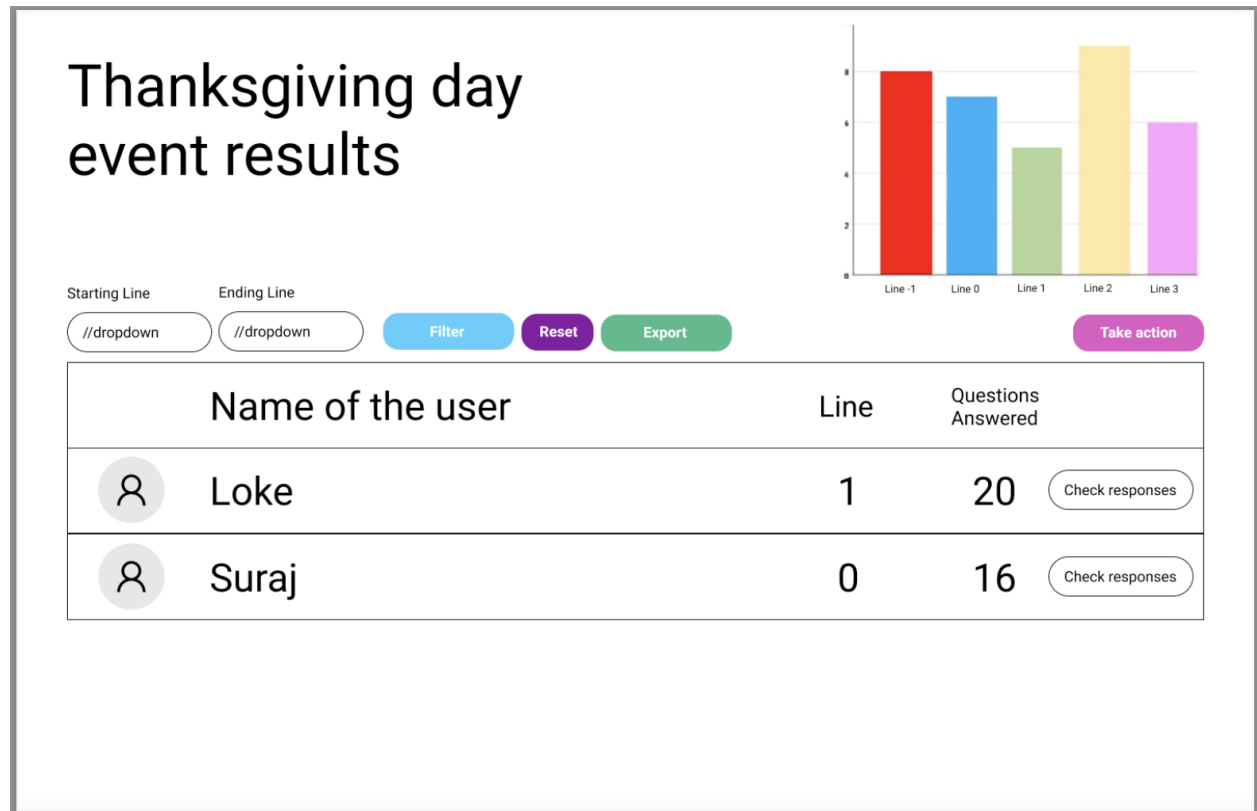 Thanksgiving day
event results
8
6
4
2
0
Line -1
Line 0
Line 1
Line 2
Line 3
Starting Line
Ending Line
//dropdown
//dropdown
Filter
Reset
Export
Take action
Name of the user
Line
Questions
Answered
Loke
1
20
Check responses
Suraj
0
16
Check responses